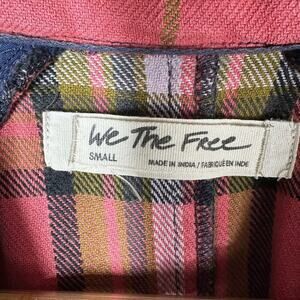 We The Free
SMALL
MADE IN INDIA / FABRIQUÉ EN INDE